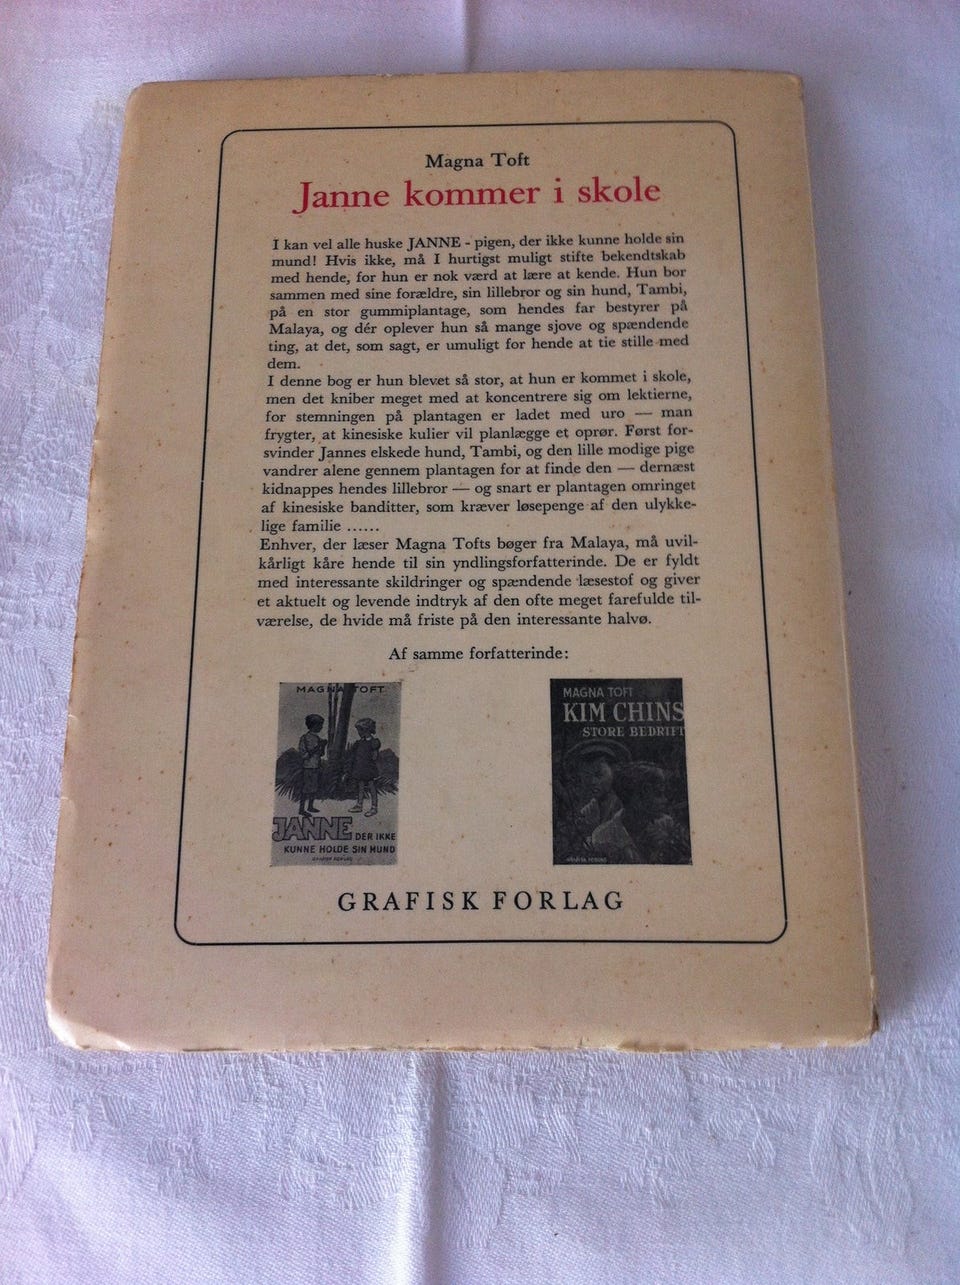 Magna Toft
Janne kommer i skole
I kan vel alle huske JANNE - pigen, der ikke kunne holde sin
mund! Hvis ikke, må I hurtigst muligt stifte bekendtskab
med hende, for hun er nok værd at lære at kende. Hun bor
sammen med sine forældre, sin lillebror og sin hund, Tambi,
på en stor gummiplantage, som hendes far bestyrer på
Malaya, og dér oplever hun så mange sjove og spændende
ting, at det, som sagt, er umuligt for hende at tie stille med
dem.
I denne bog er hun blevet så stor, at hun er kommet i skole,
men det kniber meget med at koncentrere sig om lektierne,
for stemningen på plantagen er ladet med uro — man
frygter, at kinesiske kulier vil planlægge et oprør. Først for-
svinder Jannes elskede hund, Tambi, og den lille modige pige
vandrer alene gennem plantagen for at finde den — dernæst
kidnappes hendes lillebror — og snart er plantagen omringet
af kinesiske banditter, som kræver løsepenge af den ulykke-
lige familie ......
Enhver, der læser Magna Tofts bøger fra Malaya, må uvil-
kårligt kåre hende til sin yndlingsforfatterinde. De er fyldt
med interessante skildringer og spændende læsestof og giver
et aktuelt og levende indtryk af den ofte meget farefulde til-
værelse, de hvide må friste på den interessante halvø.
Af samme forfatterinde:
MAGNA TOFT
JANNE DER IKKE
KUNNE HOLDE SIN MUND
GRAFISK FORLAG
MAGNA TOFT
KIM CHINS
STORE BEDRIFT
GRAFISK FORLAG
GRAFISK FORLAG